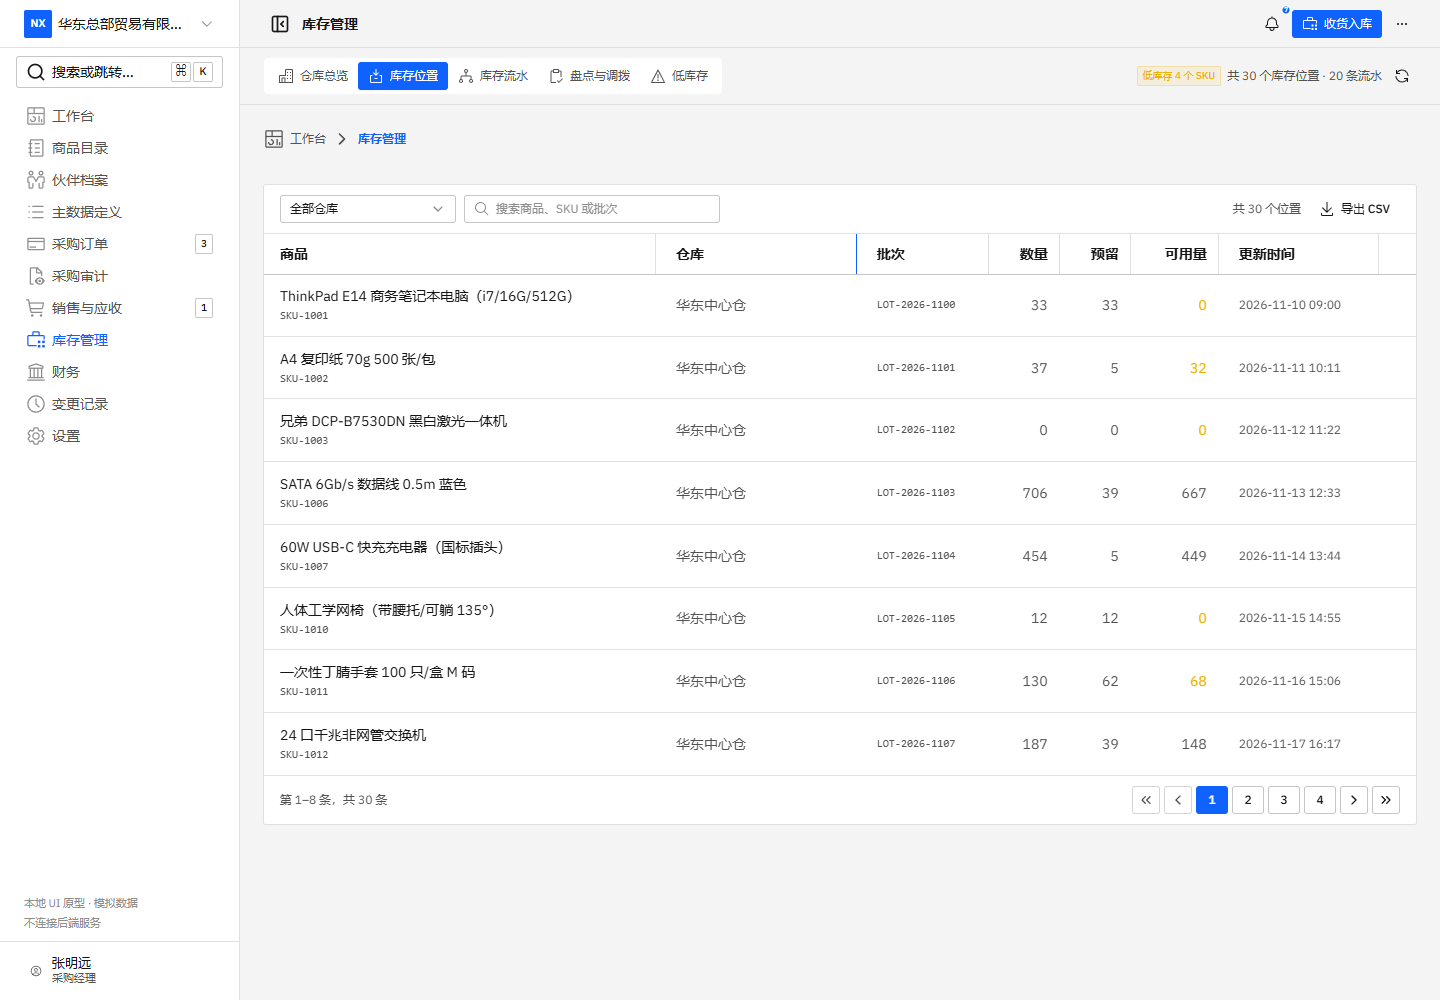 NX 华东总部贸易有限...
搜索或跳转... ⌘ K
工作台
商品目录
伙伴档案
主数据定义
采购订单 3
采购审计
销售与应收 1
库存管理
财务
变更记录
设置
本地 UI 原型 · 模拟数据
不连接后端服务
张明远
采购经理
库存管理
7 收货入库
仓库总览 库存位置 库存流水 盘点与调拨 低库存
低库存 4 个 SKU 共 30 个库存位置 · 20 条流水
工作台 库存管理
全部仓库 搜索商品、SKU 或批次 共 30 个位置 导出 CSV
商品 仓库 批次 数量 预留 可用量 更新时间
ThinkPad E14 商务笔记本电脑（i7/16G/512G）
SKU-1001 华东中心仓 LOT-2026-1100 33 33 0 2026-11-10 09:00
A4 复印纸 70g 500 张/包
SKU-1002 华东中心仓 LOT-2026-1101 37 5 32 2026-11-11 10:11
兄弟 DCP-B7530DN 黑白激光一体机
SKU-1003 华东中心仓 LOT-2026-1102 0 0 0 2026-11-12 11:22
SATA 6Gb/s 数据线 0.5m 蓝色
SKU-1006 华东中心仓 LOT-2026-1103 706 39 667 2026-11-13 12:33
60W USB-C 快充充电器（国标插头）
SKU-1007 华东中心仓 LOT-2026-1104 454 5 449 2026-11-14 13:44
人体工学网椅（带腰托/可躺 135°）
SKU-1010 华东中心仓 LOT-2026-1105 12 12 0 2026-11-15 14:55
一次性丁腈手套 100 只/盒 M 码
SKU-1011 华东中心仓 LOT-2026-1106 130 62 68 2026-11-16 15:06
24 口千兆非网管交换机
SKU-1012 华东中心仓 LOT-2026-1107 187 39 148 2026-11-17 16:17
第 1–8 条，共 30 条 1 2 3 4